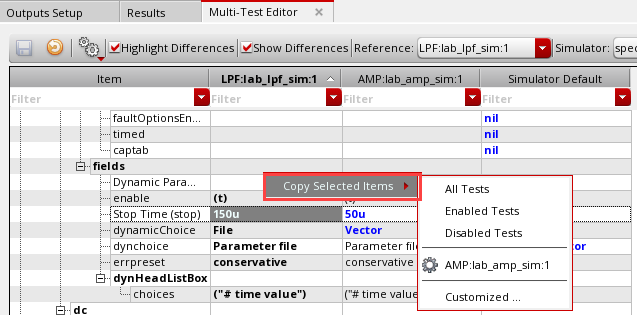 Outputs Setup Results Multi-Test Editor
Highlight Differences Show Differences Reference: LPF:lab_lpf_sim:1 Simulator: spec
Item LPF:lab_lpf_sim:1 AMP:lab_amp_sim:1 Simulator Default
Filter Filter Filter Filter
faultOptionsEn... nil
timed nil
captab nil
fields
Dynamic Para... Copy Selected Items All Tests
enable (t)
Enabled Tests
Stop Time (stop) 150u 50u
Disabled Tests
dynamicChoice File Vector
dynchoice Parameter file Parameter file
errpreset conservative conservative AMP:lab_amp_sim:1
dynHeadListBox
choices ("# time value") ("# time value Customized ...
dc